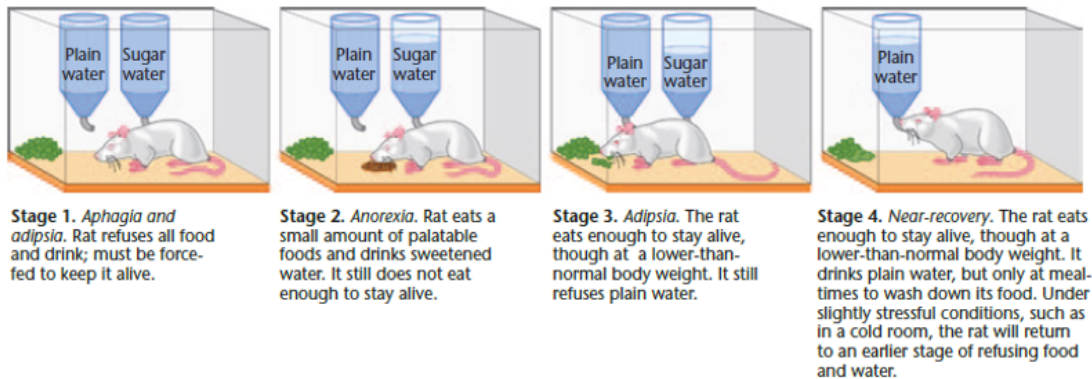 Plain
water
Sugar
water
Plain
water
Sugar
water
Plain
water
Sugar
water
Plain
water
Stage 1. Aphagia and
adipsia. Rat refuses all food
and drink; must be force-
fed to keep it alive.
Stage 2. Anorexia. Rat eats a
small amount of palatable
foods and drinks sweetened
water. It still does not eat
enough to stay alive.
Stage 3. Adipsia. The rat
eats enough to stay alive,
though at a lower-than-
normal body weight. It still
refuses plain water.
Stage 4. Near-recovery. The rat eats
enough to stay alive, though at a
lower-than-normal body weight. It
drinks plain water, but only at meal-
times to wash down its food. Under
slightly stressful conditions, such as
in a cold room, the rat will return
to an earlier stage of refusing food
and water.